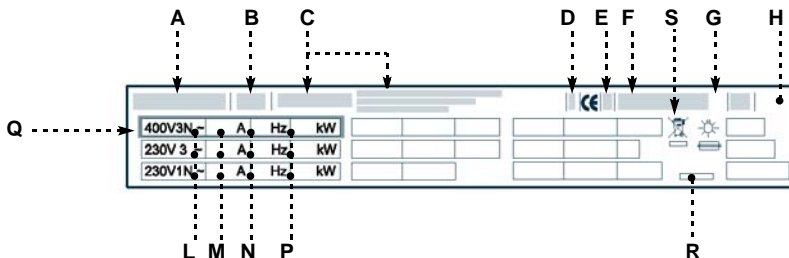 A B C D E F S G H
CE
Q
400V3N ~ A Hz kW
230V 3 ~ A Hz kW
230V1N ~ A Hz kW
L M N P R